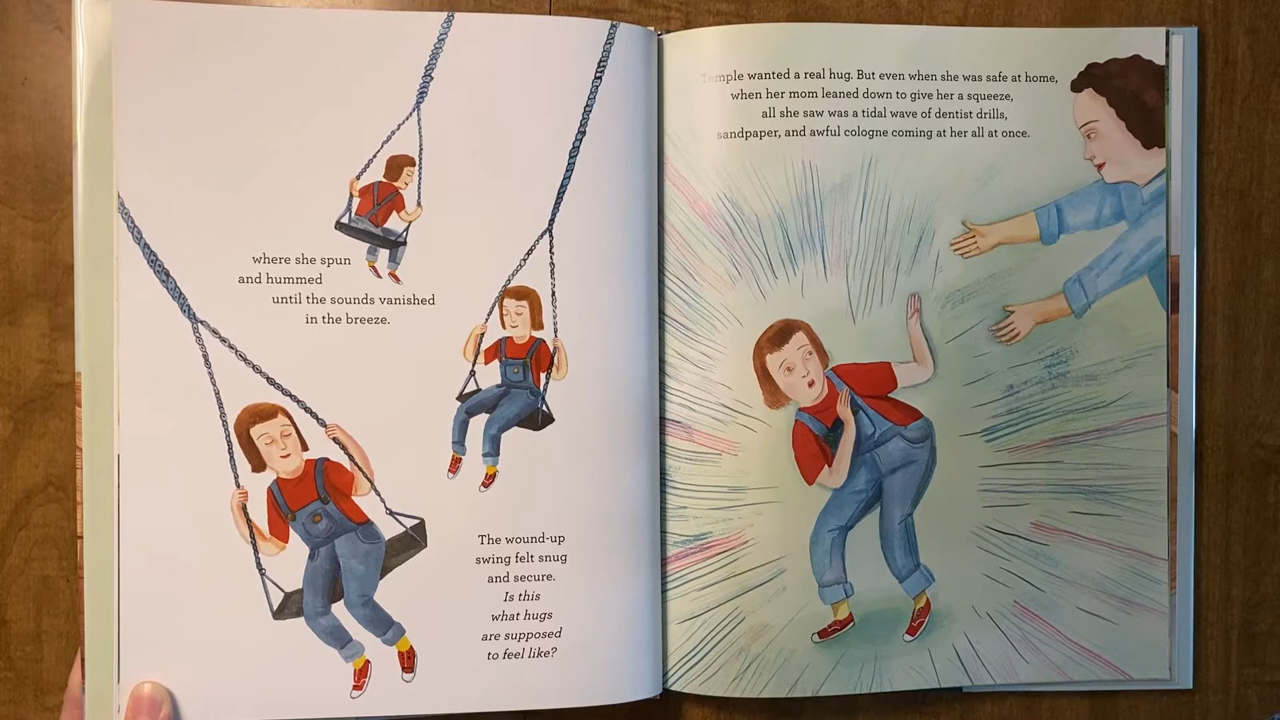 where she spun
and hummed
until the sounds vanished
in the breeze.
The wound-up
swing felt snug
and secure.
Is this
what hugs
are supposed
to feel like?
Temple wanted a real hug. But even when she was safe at home,
when her mom leaned down to give her a squeeze,
all she saw was a tidal wave of dentist drills,
sandpaper, and awful cologne coming at her all at once.